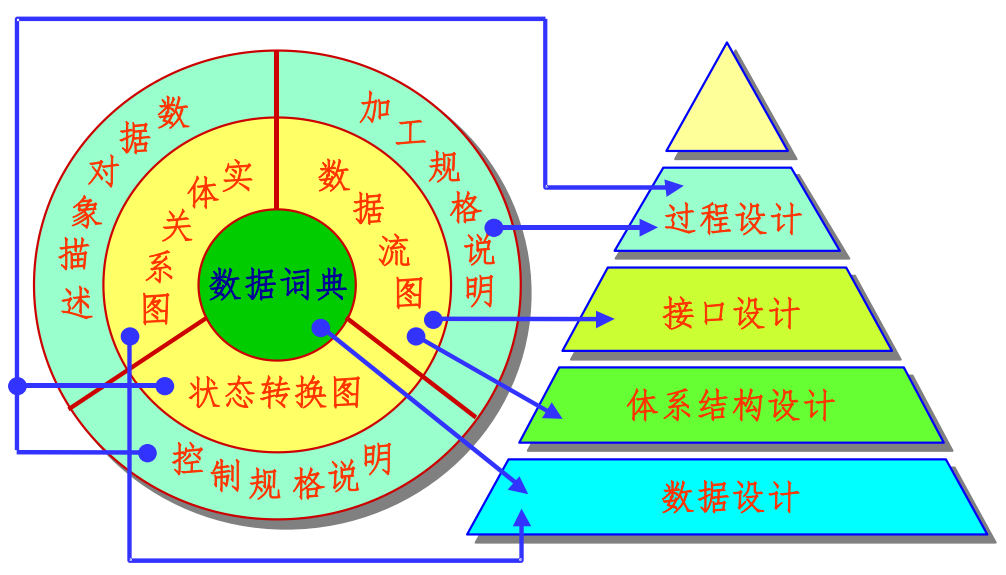 数据对象描述
实体关系图
数据词典
数据流图
加工规格说明
状态转换图
控制规格说明
过程设计
接口设计
体系结构设计
数据设计